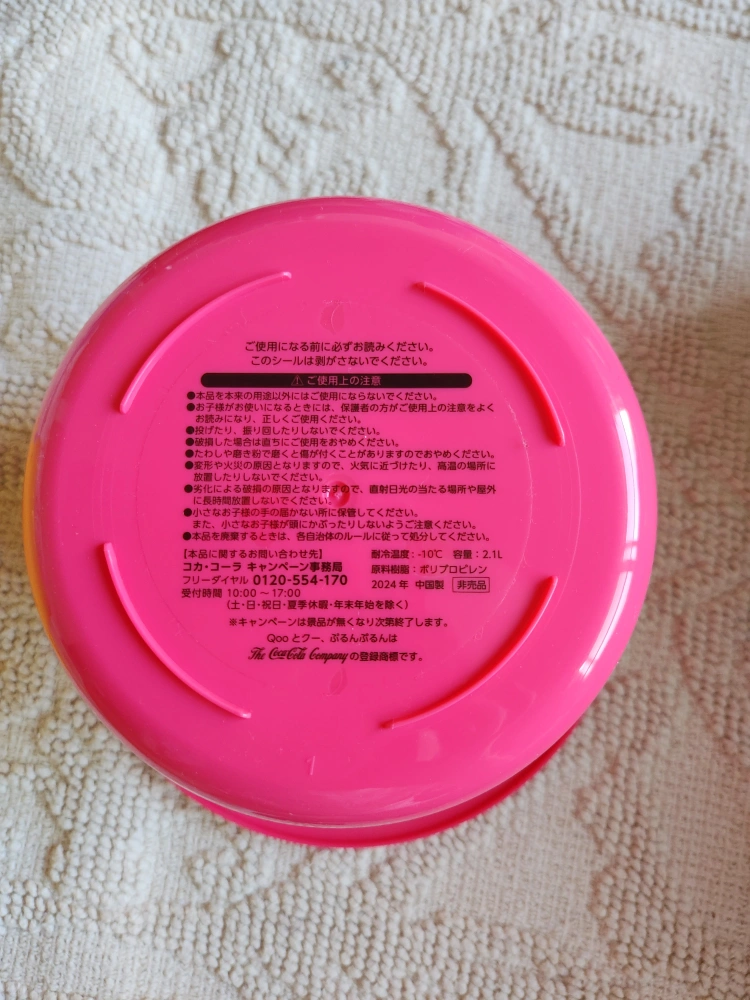 ご使用になる前に必ずお読みください。
このシールは剥がさないでください。
⚠ ご使用上の注意
●本品を本来の用途以外にはご使用にならないでください。
●お子様がお使いになるときには、保護者の方がご使用上の注意をよく
お読みになり、正しくご使用ください。
●投げたり、振り回したりしないでください。
●破損した場合は直ちにご使用をおやめください。
●たわしや磨き粉で磨くと傷が付くことがありますのでおやめください。
●変形や火災の原因となりますので、火気に近づけたり、高温の場所に
放置したりしないでください。
●劣化による破損の原因となりますので、直射日光の当たる場所や屋外
に長時間放置しないでください。
●小さなお子様の手の届かない所に保管してください。
また、小さなお子様が頭にかぶったりしないようご注意ください。
●本品を廃棄するときは、各自治体のルールに従って処分してください。
【本品に関するお問い合わせ先】
コカ・コーラ キャンペーン事務局
フリーダイヤル 0120-554-170
受付時間 10:00 〜 17:00
(土・日・祝日・夏季休暇・年末年始を除く)
耐冷温度: -10℃ 容量: 2.1L
原料樹脂: ポリプロピレン
2024 年 中国製 非売品
※キャンペーンは景品が無くなり次第終了します。
Qoo とクー、ぷるんぷるんは
The Coca-Cola Company の登録商標です。